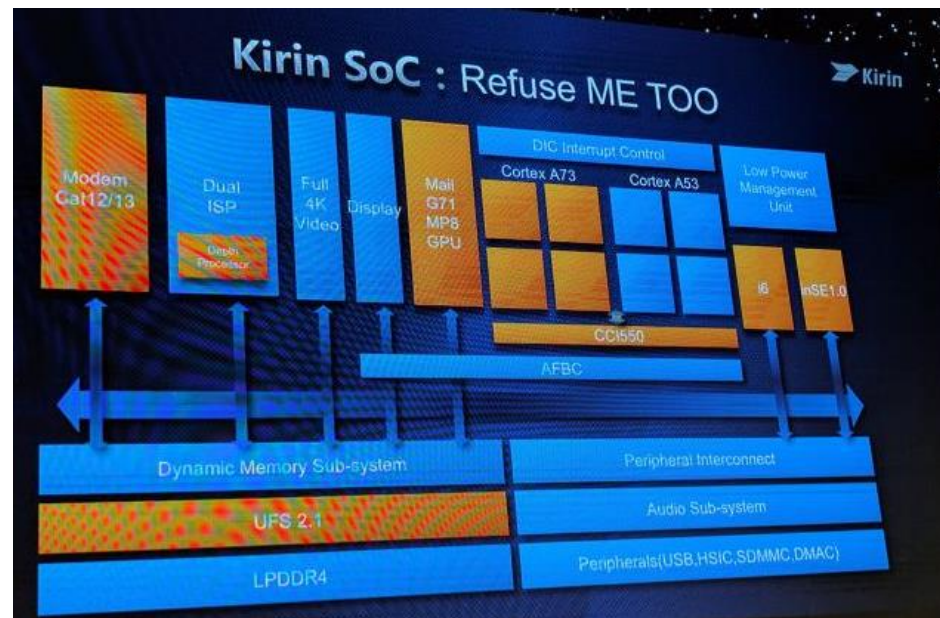 Kirin SoC : Refuse ME TOO
Kirin
Modem
Cat12/13
Dual
ISP
Depth
Processor
Full
4K
Video
Display
Mail
G71
MP8
GPU
DIC Interrupt Control
Cortex A73
Cortex A53
Low Power
Management
Unit
i6
inSE1.0
CCI550
AFBC
Dynamic Memory Sub-system
Peripheral Interconnect
UFS 2.1
Audio Sub-system
LPDDR4
Peripherals(USB,HSIC,SDMMC,DMAC)